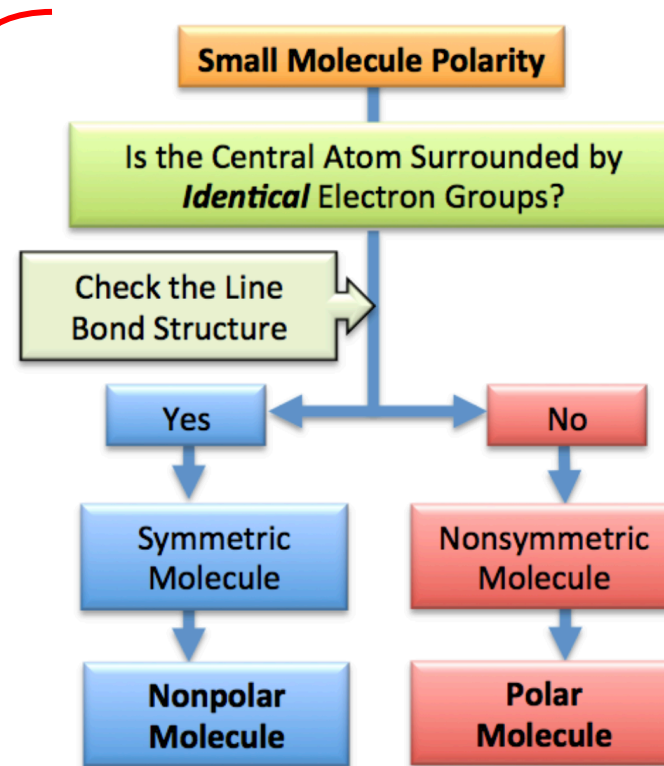 Small Molecule Polarity
Is the Central Atom Surrounded by
Identical Electron Groups?
Check the Line
Bond Structure
Yes
No
Symmetric
Molecule
Nonsymmetric
Molecule
Nonpolar
Molecule
Polar
Molecule